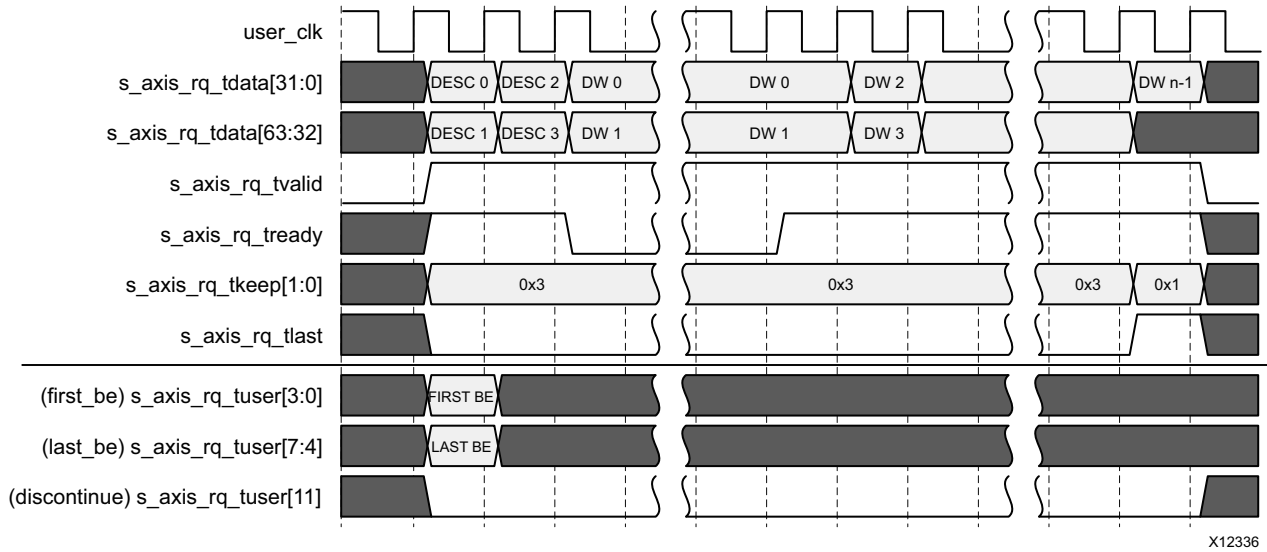 user_clk
s_axis_rq_tdata[31:0] DESC 0 DESC 2 DW 0 DW 0 DW 2 DW n-1
s_axis_rq_tdata[63:32] DESC 1 DESC 3 DW 1 DW 1 DW 3
s_axis_rq_tvalid
s_axis_rq_tready
s_axis_rq_tkeep[1:0] 0x3 0x3 0x3 0x1
s_axis_rq_tlast
(first_be) s_axis_rq_tuser[3:0] FIRST BE
(last_be) s_axis_rq_tuser[7:4] LAST BE
(discontinue) s_axis_rq_tuser[11]
X12336